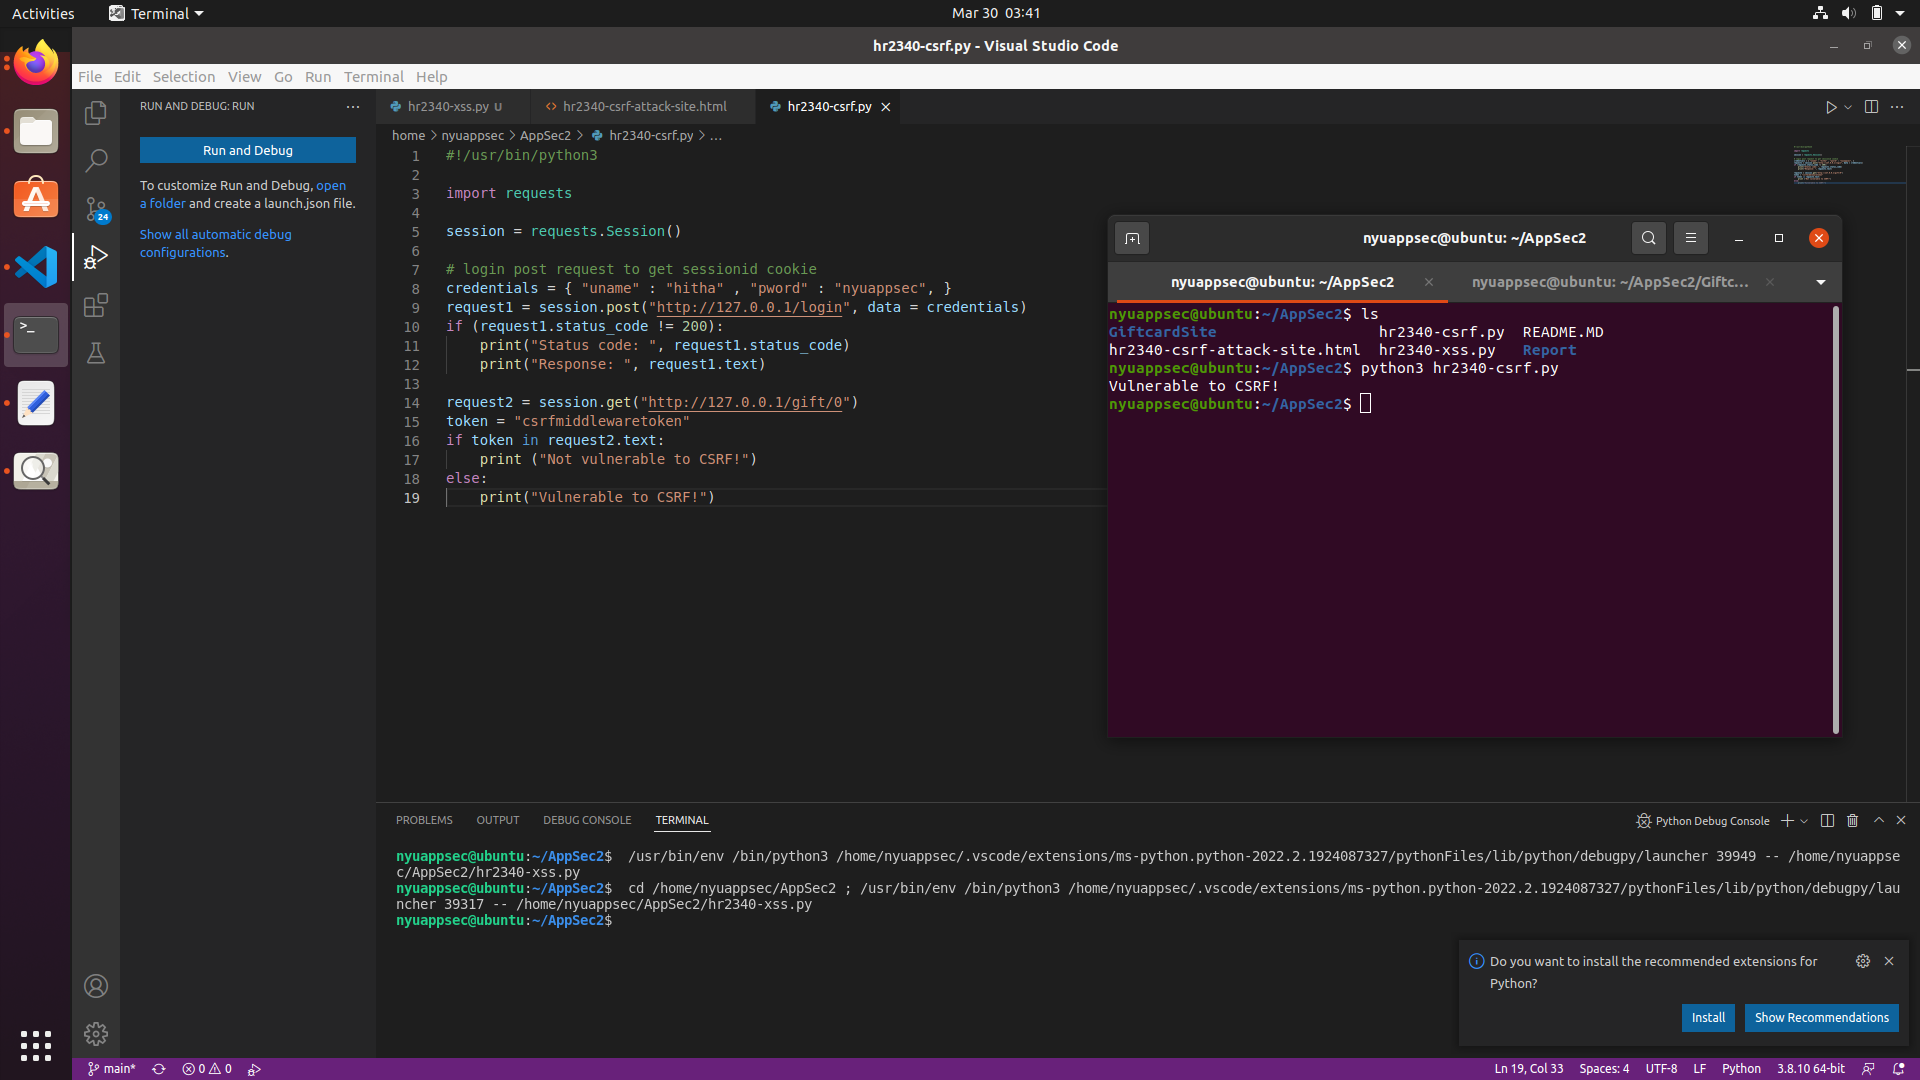 Activities
Terminal
Mar 30 03:41
hr2340-csrf.py - Visual Studio Code
File Edit Selection View Go Run Terminal Help
RUN AND DEBUG: RUN
Run and Debug
To customize Run and Debug, open
a folder and create a launch.json file.
Show all automatic debug
configurations.
24
hr2340-xss.py U
hr2340-csrf-attack-site.html
hr2340-csrf.py
home > nyuappsec > AppSec2 > hr2340-csrf.py > ...
1 #!/usr/bin/python3
2
3 import requests
4
5 session = requests.Session()
6
7 # login post request to get sessionid cookie
8 credentials = { "uname" : "hitha" , "pword" : "nyuappsec", }
9 request1 = session.post("http://127.0.0.1/login", data = credentials)
10 if (request1.status_code != 200):
11 print("Status code: ", request1.status_code)
12 print("Response: ", request1.text)
13
14 request2 = session.get("http://127.0.0.1/gift/0")
15 token = "csrfmiddlewaretoken"
16 if token in request2.text:
17 print ("Not vulnerable to CSRF!")
18 else:
19 print("Vulnerable to CSRF!")
nyuappsec@ubuntu: ~/AppSec2
nyuappsec@ubuntu: ~/AppSec2
nyuappsec@ubuntu: ~/AppSec2/Giftc...
nyuappsec@ubuntu:~/AppSec2$ ls
GiftcardSite hr2340-csrf.py README.MD
hr2340-csrf-attack-site.html hr2340-xss.py Report
nyuappsec@ubuntu:~/AppSec2$ python3 hr2340-csrf.py
Vulnerable to CSRF!
nyuappsec@ubuntu:~/AppSec2$
PROBLEMS OUTPUT DEBUG CONSOLE TERMINAL
Python Debug Console
nyuappsec@ubuntu:~/AppSec2$ /usr/bin/env /bin/python3 /home/nyuappsec/.vscode/extensions/ms-python.python-2022.2.1924087327/pythonFiles/lib/python/debugpy/launcher 39949 -- /home/nyuappse
c/AppSec2/hr2340-xss.py
nyuappsec@ubuntu:~/AppSec2$ cd /home/nyuappsec/AppSec2 ; /usr/bin/env /bin/python3 /home/nyuappsec/.vscode/extensions/ms-python.python-2022.2.1924087327/pythonFiles/lib/python/debugpy/lau
ncher 39317 -- /home/nyuappsec/AppSec2/hr2340-xss.py
nyuappsec@ubuntu:~/AppSec2$
Do you want to install the recommended extensions for
Python?
Install
Show Recommendations
main* 0 0
Ln 19, Col 33 Spaces: 4 UTF-8 LF Python 3.8.10 64-bit